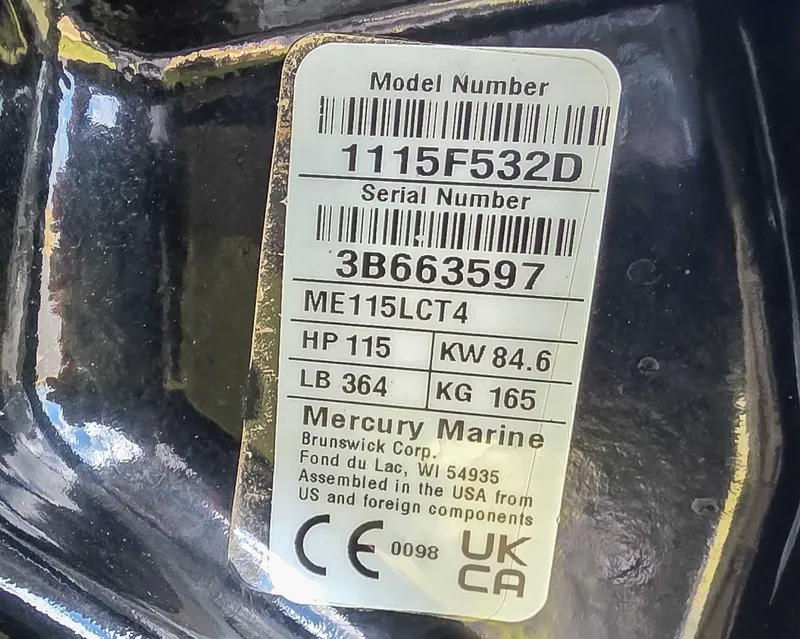 Model Number
1115F532D
Serial Number
3B663597
ME115LCT4
HP 115 KW 84.6
LB 364 KG 165
Mercury Marine
Brunswick Corp.
Fond du Lac, WI 54935
Assembled in the USA from
US and foreign components
CE 0098 UK
CA